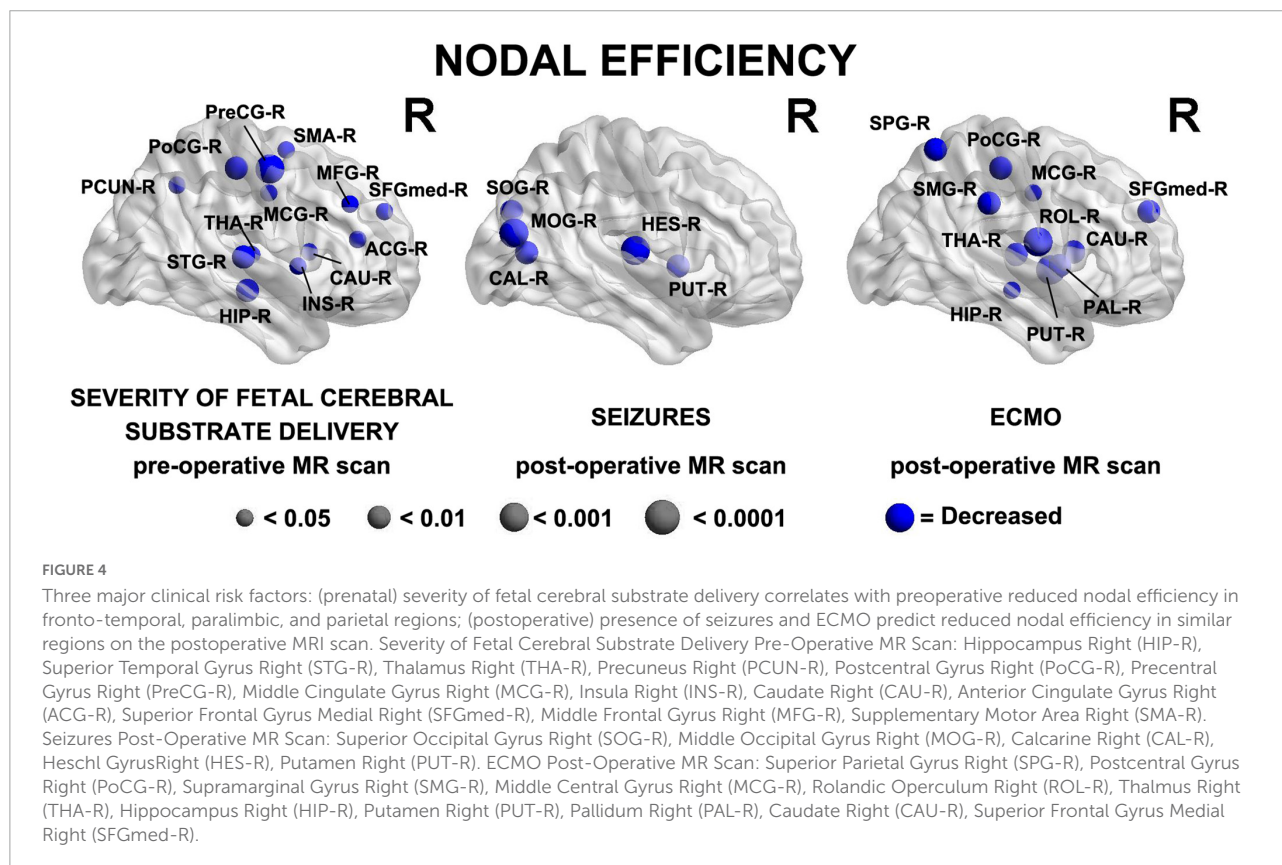 NODAL EFFICIENCY
R
PreCG-R
SMA-R
PoCG-R
MFG-R
SFGmed-R
PCUN-R
MCG-R
THA-R
ACG-R
STG-R
CAU-R
INS-R
HIP-R
R
SOG-R
MOG-R
HES-R
CAL-R
PUT-R
R
SPG-R
PoCG-R
MCG-R
SMG-R
SFGmed-R
ROL-R
THA-R
CAU-R
HIP-R
PAL-R
PUT-R
SEVERITY OF FETAL CEREBRAL
SUBSTRATE DELIVERY
pre-operative MR scan
SEIZURES
post-operative MR scan
ECMO
post-operative MR scan
< 0.05
< 0.01
< 0.001
< 0.0001
= Decreased
FIGURE 4
Three major clinical risk factors: (prenatal) severity of fetal cerebral substrate delivery correlates with preoperative reduced nodal efficiency in
fronto-temporal, paralimbic, and parietal regions; (postoperative) presence of seizures and ECMO predict reduced nodal efficiency in similar
regions on the postoperative MRI scan. Severity of Fetal Cerebral Substrate Delivery Pre-Operative MR Scan: Hippocampus Right (HIP-R),
Superior Temporal Gyrus Right (STG-R), Thalamus Right (THA-R), Precuneus Right (PCUN-R), Postcentral Gyrus Right (PoCG-R), Precentral
Gyrus Right (PreCG-R), Middle Cingulate Gyrus Right (MCG-R), Insula Right (INS-R), Caudate Right (CAU-R), Anterior Cingulate Gyrus Right
(ACG-R), Superior Frontal Gyrus Medial Right (SFGmed-R), Middle Frontal Gyrus Right (MFG-R), Supplementary Motor Area Right (SMA-R).
Seizures Post-Operative MR Scan: Superior Occipital Gyrus Right (SOG-R), Middle Occipital Gyrus Right (MOG-R), Calcarine Right (CAL-R),
Heschl GyrusRight (HES-R), Putamen Right (PUT-R). ECMO Post-Operative MR Scan: Superior Parietal Gyrus Right (SPG-R), Postcentral Gyrus
Right (PoCG-R), Supramarginal Gyrus Right (SMG-R), Middle Central Gyrus Right (MCG-R), Rolandic Operculum Right (ROL-R), Thalmus Right
(THA-R), Hippocampus Right (HIP-R), Putamen Right (PUT-R), Pallidum Right (PAL-R), Caudate Right (CAU-R), Superior Frontal Gyrus Medial
Right (SFGmed-R).